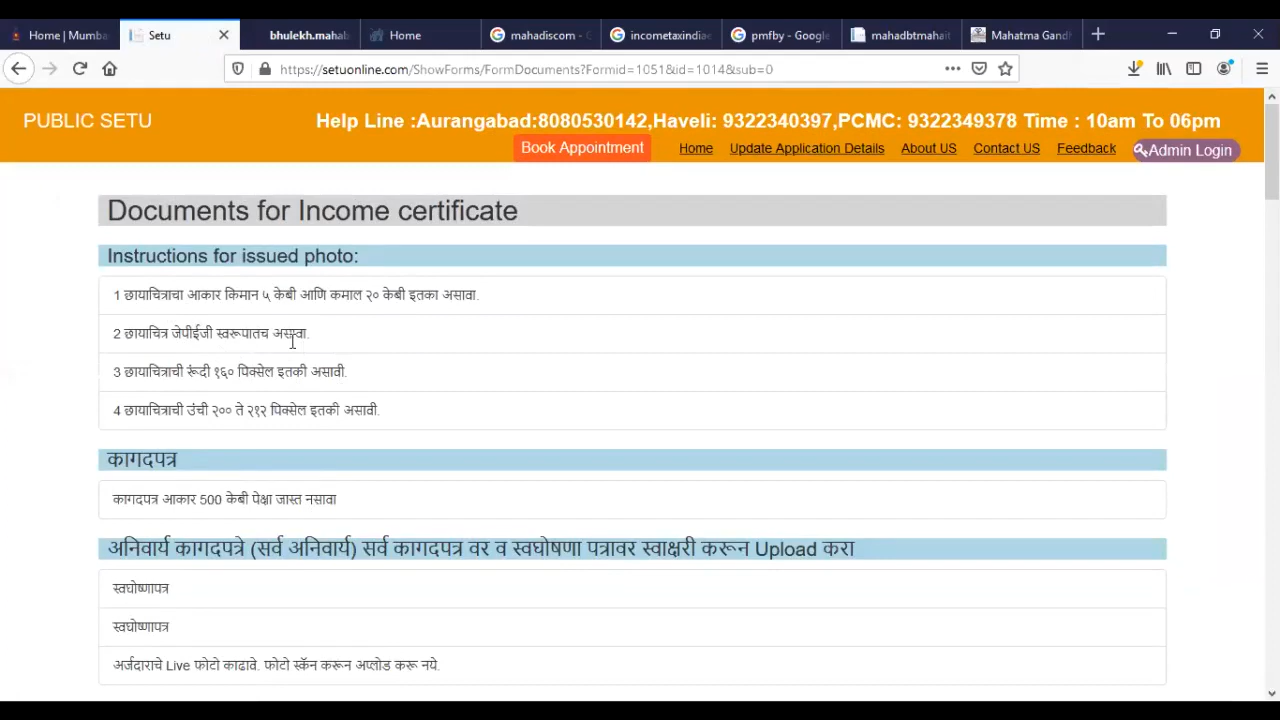 Home | Mumba
Setu
bhulekh.mahab
Home
mahadiscom - G
incometaxindia
pmfby - Google
mahadbtmahait
Mahatma Gandh
https://setuonline.com/ShowForms/FormDocuments?Formid=1051&id=1014&sub=0
PUBLIC SETU
Help Line :Aurangabad:8080530142,Haveli: 9322340397,PCMC: 9322349378 Time : 10am To 06pm
Book Appointment
Home
Update Application Details
About US
Contact US
Feedback
Admin Login
Documents for Income certificate
Instructions for issued photo:
1 छायाचित्राचा आकार किमान ५ केबी आणि कमाल २० केबी इतका असावा.
2 छायाचित्र जेपीईजी स्वरूपातच असावा.
3 छायाचित्राची रूंदी १६० पिक्सेल इतकी असावी.
4 छायाचित्राची उंची २०० ते २१२ पिक्सेल इतकी असावी.
कागदपत्र
कागदपत्र आकार 500 केबी पेक्षा जास्त नसावा
अनिवार्य कागदपत्रे (सर्व अनिवार्य) सर्व कागदपत्र वर व स्वघोषणा पत्रावर स्वाक्षरी करून Upload करा
स्वघोष्णापत्र
स्वघोष्णापत्र
अर्जदाराचे Live फोटो काढावे. फोटो स्कॅन करून अप्लोड करू नये.